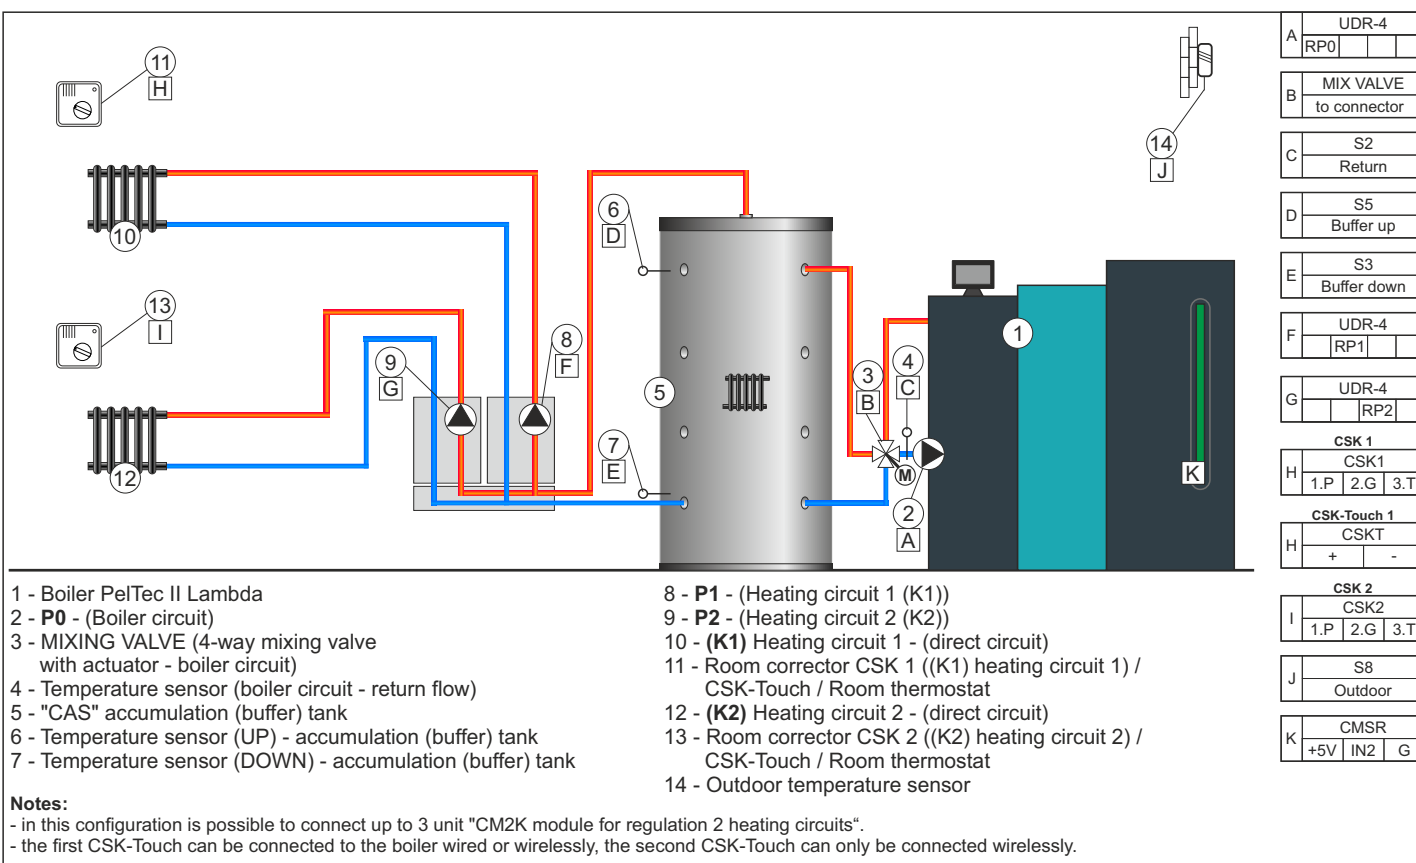 11
H
13
I
10
12
9
G
8
F
6
D
7
E
5
3
B
4
C
M
2
A
1
K
14
J
A UDR-4
RP0
B MIX VALVE
to connector
C S2
Return
D S5
Buffer up
E S3
Buffer down
F UDR-4
RP1
G UDR-4
RP2
CSK 1
H CSK1
1.P 2.G 3.T
CSK-Touch 1
H CSKT
+ -
CSK 2
I CSK2
1.P 2.G 3.T
J S8
Outdoor
K CMSR
+5V IN2 G
1 - Boiler PelTec II Lambda
2 - P0 - (Boiler circuit)
3 - MIXING VALVE (4-way mixing valve
with actuator - boiler circuit)
4 - Temperature sensor (boiler circuit - return flow)
5 - "CAS" accumulation (buffer) tank
6 - Temperature sensor (UP) - accumulation (buffer) tank
7 - Temperature sensor (DOWN) - accumulation (buffer) tank
8 - P1 - (Heating circuit 1 (K1))
9 - P2 - (Heating circuit 2 (K2))
10 - (K1) Heating circuit 1 - (direct circuit)
11 - Room corrector CSK 1 ((K1) heating circuit 1) /
CSK-Touch / Room thermostat
12 - (K2) Heating circuit 2 - (direct circuit)
13 - Room corrector CSK 2 ((K2) heating circuit 2) /
CSK-Touch / Room thermostat
14 - Outdoor temperature sensor
Notes:
- in this configuration is possible to connect up to 3 unit "CM2K module for regulation 2 heating circuits“.
- the first CSK-Touch can be connected to the boiler wired or wirelessly, the second CSK-Touch can only be connected wirelessly.